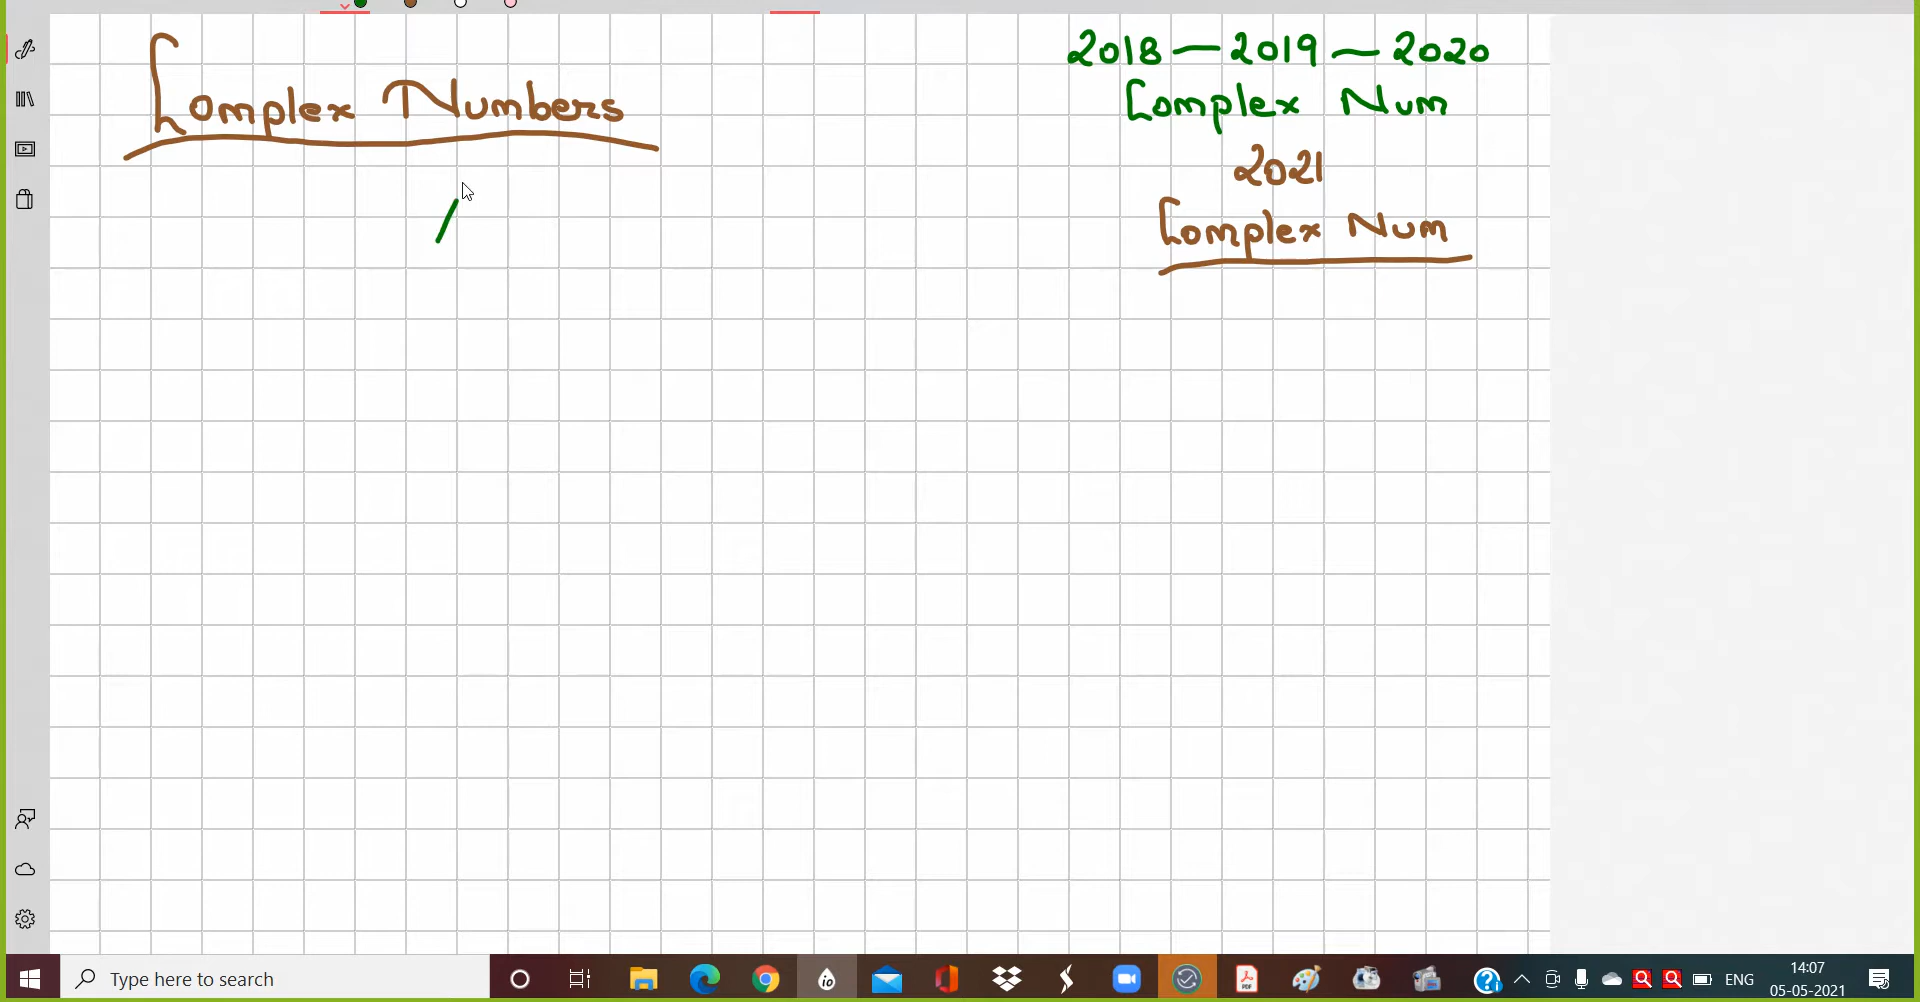 Complex Numbers
2018 — 2019 — 2020
Complex Num
2021
Complex Num
Type here to search
ENG
14:07
05-05-2021